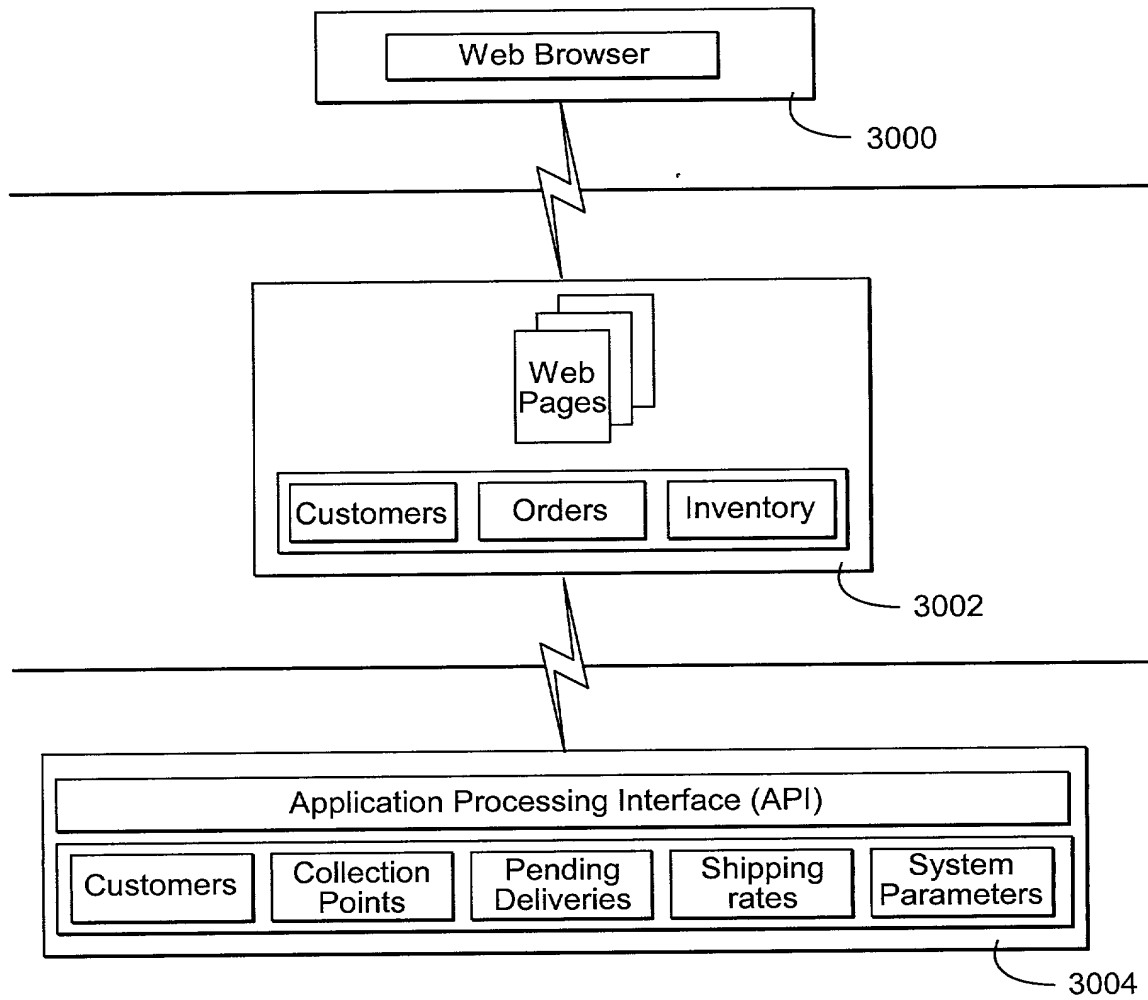 Web Browser
3000
Web
Pages
Customers
Orders
Inventory
3002
Application Processing Interface (API)
Customers
Collection
Points
Pending
Deliveries
Shipping
rates
System
Parameters
3004